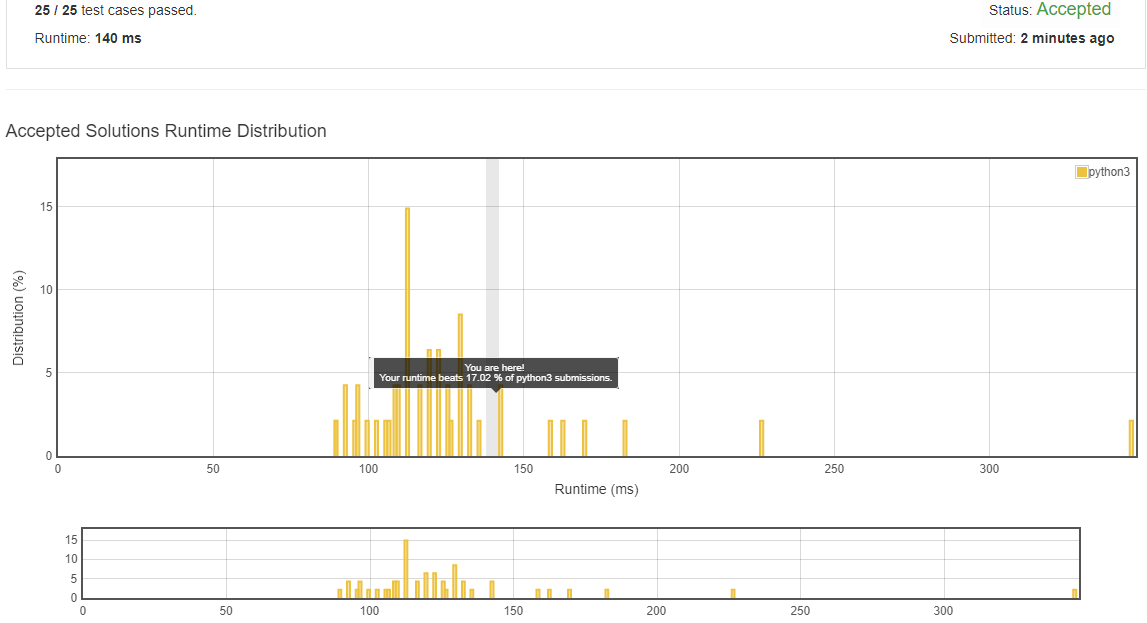 25 / 25 test cases passed.
Status: Accepted
Runtime: 140 ms
Submitted: 2 minutes ago
Accepted Solutions Runtime Distribution
python3
15
10
5
0
Distribution (%)
You are here!
Your runtime beats 17.02 % of python3 submissions.
0 50 100 150 200 250 300
Runtime (ms)
15
10
5
0
0 50 100 150 200 250 300